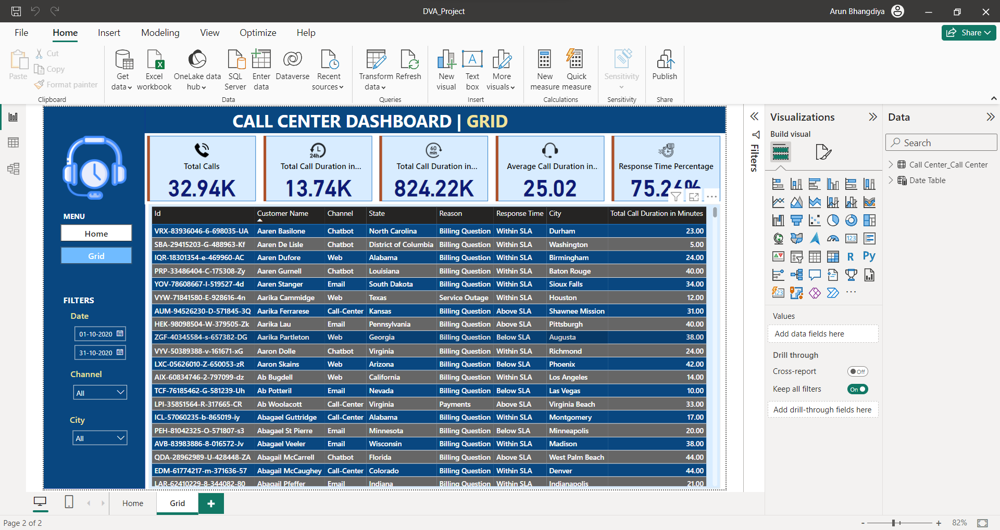 DVA_Project
Arun Bhangdiya
File Home Insert Modeling View Optimize Help
Share
Paste
Cut
Copy
Format painter
Clipboard
Get data
Excel workbook
OneLake data hub
SQL Server
Enter data
Dataverse
Recent sources
Data
Transform data
Refresh
Queries
New visual
Text box
More visuals
Insert
New measure
Quick measure
Calculations
Sensitivity
Sensitivity
Publish
Share
CALL CENTER DASHBOARD | GRID
Total Calls
32.94K
24h
Total Call Duration in...
13.74K
60 min
Total Call Duration in...
824.22K
Average Call Duration in..
25.02
Response Time Percentage
75.26%
MENU
Home
Grid
FILTERS
Date
01-10-2020
31-10-2020
Channel
All
City
All
Id Customer Name Channel State Reason Response Time City Total Call Duration in Minutes
VRX-83936046-6-698035-UA Aaren Basilone Chatbot North Carolina Billing Question Within SLA Durham 23.00
SBA-29415203-G-488963-Kf Aaren De Lisle Chatbot District of Columbia Billing Question Within SLA Washington 5.00
IQR-18301354-e-469960-AC Aaren Dufore Web Alabama Billing Question Within SLA Birmingham 24.00
PRP-33486404-C-175308-Zy Aaren Gurnell Chatbot Louisiana Billing Question Within SLA Baton Rouge 40.00
YOV-78608667-I-519527-4d Aaren Stanger Email South Dakota Billing Question Within SLA Sioux Falls 34.00
VYW-71841580-E-928616-4n Aarika Cammidge Web Texas Service Outage Within SLA Houston 12.00
AUM-94526230-D-571845-3Q Aarika Ferrarese Call-Center Kansas Billing Question Above SLA Shawnee Mission 31.00
HEK-98098504-W-379505-Zk Aarika Lau Email Pennsylvania Billing Question Above SLA Pittsburgh 40.00
ZGF-40345584-s-657382-DG Aarika Partleton Web Georgia Billing Question Below SLA Augusta 38.00
VYV-50389388-v-161671-xG Aaron Dolle Chatbot Virginia Billing Question Within SLA Richmond 24.00
LXC-05626010-Z-650053-zR Aaron Skains Web Arizona Billing Question Below SLA Phoenix 42.00
AIX-60834746-2-797099-dz Ab Bugdell Web California Billing Question Within SLA Los Angeles 14.00
TCF-76185462-G-581239-Uh Ab Potteril Email Nevada Billing Question Below SLA Las Vegas 10.00
LPI-35851564-R-317665-CR Ab Woolacott Call-Center Virginia Payments Above SLA Virginia Beach 33.00
ICL-57060235-b-865019-iy Abagael Guttridge Call-Center Alabama Billing Question Within SLA Montgomery 17.00
PEH-81042325-O-571807-s3 Abagael St Pierre Email Minnesota Billing Question Below SLA Minneapolis 20.00
AVB-83983886-8-016572-Jv Abagael Veeler Email Wisconsin Billing Question Within SLA Madison 38.00
QDA-28962989-U-428448-ZA Abagail McCarrell Chatbot Florida Billing Question Above SLA West Palm Beach 44.00
EDM-61774217-m-371636-57 Abagail McCaughey Call-Center Colorado Billing Question Within SLA Denver 44.00
LAR-62410229-8-344082-80 Abagail Pfeffer Email Indiana Billing Question Within SLA Indianapolis 21.00
Filters
Visualizations
Build visual
123
R
Py
123
Values
Add data fields here
Drill through
Cross-report Off
Keep all filters On
Add drill-through fields here
Data
Search
Call Center_Call Center
Date Table
Home Grid +
Page 2 of 2
- + 82%